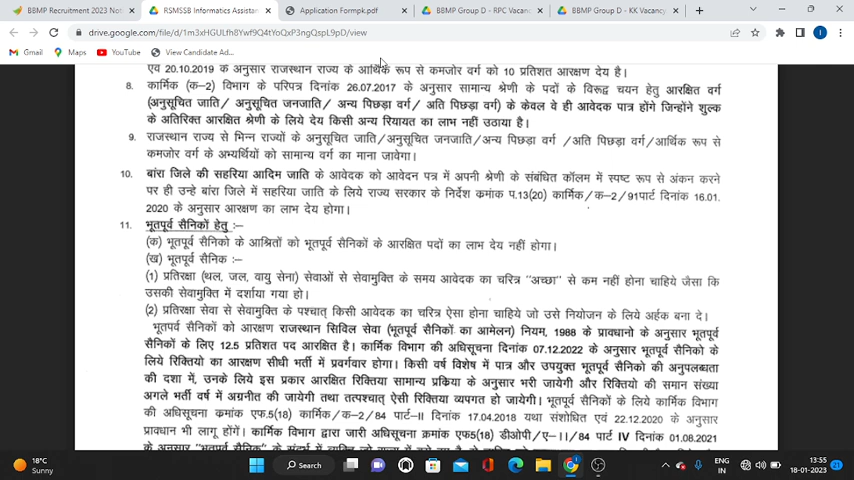 BBMP Recruitment 2023 Not
RSMSSB Informatics Assistan
Application Formpk.pdf
BBMP Group D - RPC Vacanc
BBMP Group D - KK Vacancy
drive.google.com/file/d/1m3xHGULfh8Ywf9Q4tYoQxP3ngQspL9pD/view
Gmail
Maps
YouTube
View Candidate Ad...
एवं 20.10.2019 के अनुसार राजस्थान राज्य के आर्थिक रूप से कमजोर वर्ग को 10 प्रतिशत आरक्षण देय है।
8. कार्मिक (क-2) विभाग के परिपत्र दिनांक 26.07.2017 के अनुसार सामान्य श्रेणी के पदों के विरूद्ध चयन हेतु आरक्षित वर्ग
(अनुसूचित जाति/ अनुसूचित जनजाति/ अन्य पिछड़ा वर्ग/ अति पिछड़ा वर्ग) के केवल वे ही आवेदक पात्र होंगे जिन्होंने शुल्क
के अतिरिक्त आरक्षित श्रेणी के लिये देय किसी अन्य रियायत का लाभ नहीं उठाया है।
9. राजस्थान राज्य से भिन्न राज्यों के अनुसूचित जाति/अनुसूचित जनजाति/अन्य पिछड़ा वर्ग /अति पिछड़ा वर्ग/आर्थिक रूप से
कमजोर वर्ग के अभ्यर्थियों को सामान्य वर्ग का माना जावेगा।
10. बांरा जिले की सहरिया आदिम जाति के आवेदक को आवेदन पत्र में अपनी श्रेणी के संबंधित कॉलम में स्पष्ट रूप से अंकन करने
पर ही उन्हे बांरा जिले में सहरिया जाति के लिये राज्य सरकार के निर्देश क्रमांक प.13(20) कार्मिक/क-2/91पार्ट दिनांक 16.01.
2020 के अनुसार आरक्षण का लाभ देय होगा।
11. भूतपूर्व सैनिकों हेतु :–
(क) भूतपूर्व सैनिको के आश्रितों को भूतपूर्व सैनिकों के आरक्षित पदों का लाभ देय नहीं होगा।
(ख) भूतपूर्व सैनिक :–
(1) प्रतिरक्षा (थल, जल, वायु सेना) सेवाओं से सेवामुक्ति के समय आवेदक का चरित्र "अच्छा" से कम नहीं होना चाहिये जैसा कि
उसकी सेवामुक्ति में दर्शाया गया हो।
(2) प्रतिरक्षा सेवा से सेवामुक्ति के पश्चात् किसी आवेदक का चरित्र ऐसा होना चाहिये जो उसे नियोजन के लिये अर्हक बना दे।
भूतपर्व सैनिकों को आरक्षण राजस्थान सिविल सेवा (भूतपूर्व सैनिकों का आमेलन) नियम, 1988 के प्रावधानो के अनुसार भूतपूर्व
सैनिकों के लिए 12.5 प्रतिशत पद आरक्षित है। कार्मिक विभाग की अधिसूचना दिनांक 07.12.2022 के अनुसार भूतपूर्व सैनिको के
लिये रिक्तियो का आरक्षण सीधी भर्ती में प्रवर्गवार होगा। किसी वर्ष विशेष में पात्र और उपयुक्त भूतपूर्व सैनिको की अनुपलब्धता
की दशा में, उनके लिये इस प्रकार आरक्षित रिक्तिया सामान्य प्रक्रिया के अनुसार भरी जायेगी और रिक्तियो की समान संख्या
अगले भर्ती वर्ष में अग्रनीत की जायेगी तथा तत्पश्चात् ऐसी रिक्तिया व्यपगत हो जायेगी। भूतपूर्व सैनिकों के लिये कार्मिक विभाग
की अधिसूचना क्रमांक एफ.5(18) कार्मिक/क-2/84 पार्ट-II दिनांक 17.04.2018 यथा संशोधित एवं 22.12.2020 के अनुसार
प्रावधान भी लागू होंगें। कार्मिक विभाग द्वारा जारी अधिसूचना क्रमांक एफ5(18) डीओपी/ए-II/84 पार्ट IV दिनांक 01.08.2021
के अनुसार "भूतपूर्व सैनिक" के संदर्भ में
18°C
Sunny
Search
ENG
IN
13:55
18-01-2023
21